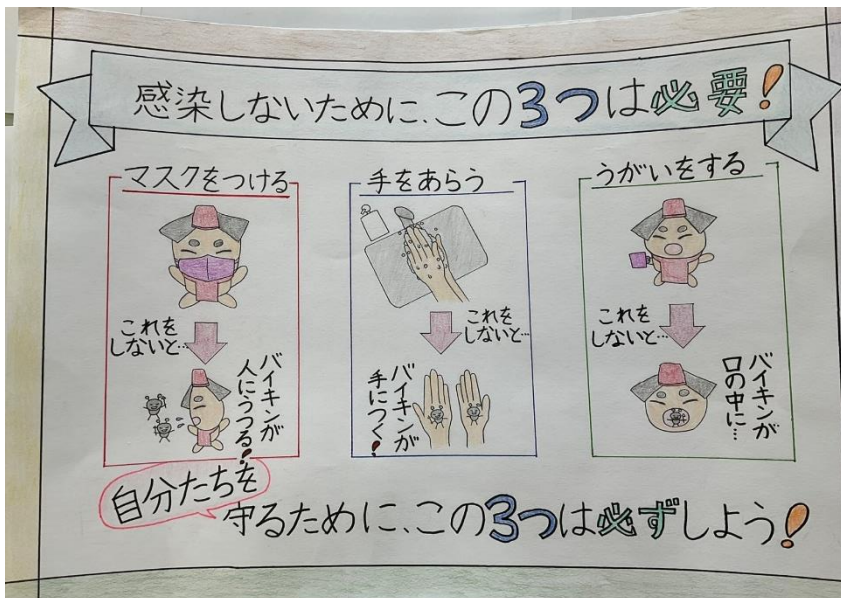 感染しないために、この3つは必要!
マスクをつける
これを
しないと…
バイキンが
人にうつる!
手をあらう
これを
しないと…
バイキンが
手につく!
うがいをする
これを
しないと…
バイキンが
口の中に…
自分たちを
守るために、この3つは必ずしよう!